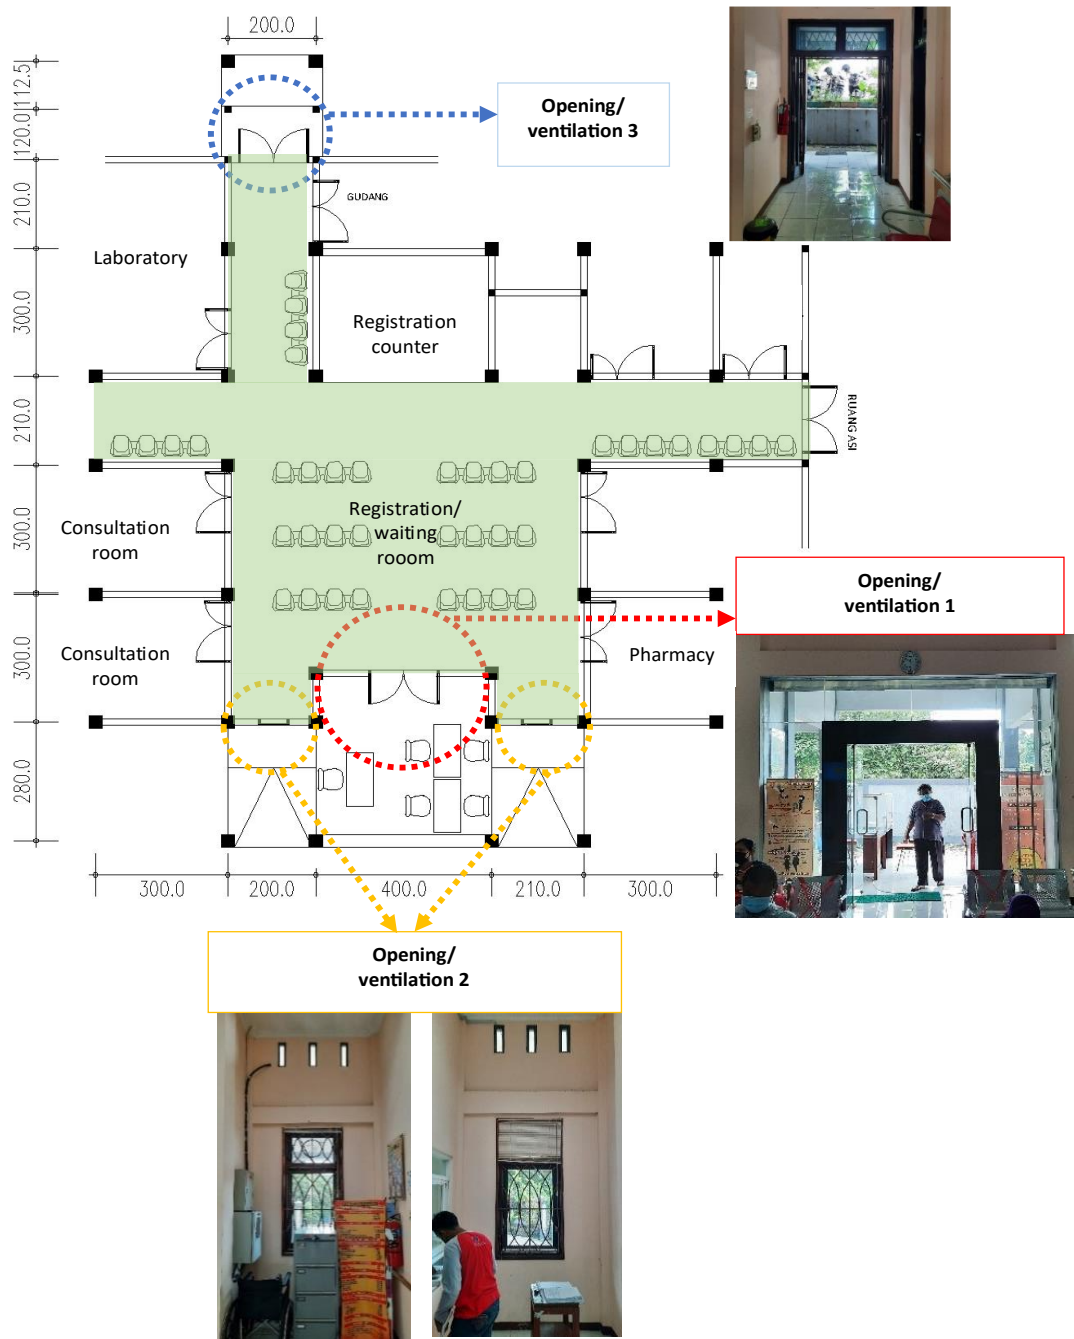 200.0
112.5
120.0
210.0
300.0
210.0
300.0
300.0
280.0
Opening/
ventilation 3
GUDANG
Laboratory
Registration
counter
RUANG ASI
Registration/
waiting
rooom
Consultation
room
Opening/
ventilation 1
Consultation
room
Pharmacy
300.0
200.0
400.0
210.0
300.0
Opening/
ventilation 2